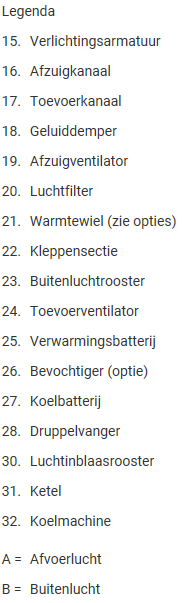 Legenda
15. Verlichtingsarmatuur
16. Afzuigkanaal
17. Toevoerkanaal
18. Geluiddemper
19. Afzuigventilator
20. Luchtfilter
21. Warmtewiel (zie opties)
22. Kleppensectie
23. Buitenluchtrooster
24. Toevoerventilator
25. Verwarmingsbatterij
26. Bevochtiger (optie)
27. Koelbatterij
28. Druppelvanger
30. Luchtinblaasrooster
31. Ketel
32. Koelmachine
A = Afvoerlucht
B = Buitenlucht